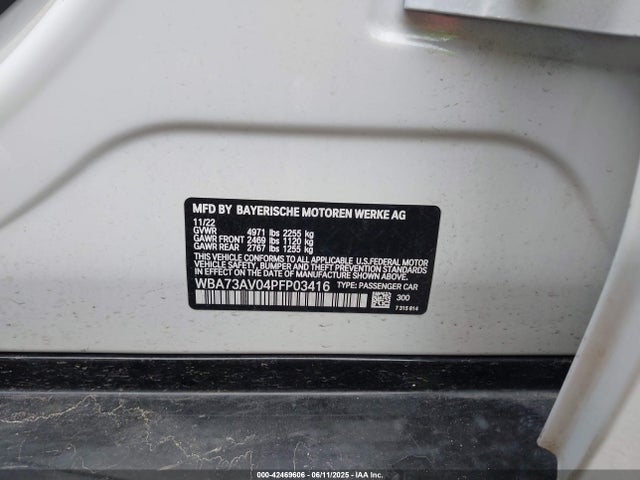 MFD BY BAYERISCHE MOTOREN WERKE AG
11/22
GVWR 4971 lbs 2255 kg
GAWR FRONT 2469 lbs 1120 kg
GAWR REAR 2767 lbs 1255 kg
THIS VEHICLE CONFORMS TO ALL APPLICABLE U.S.FEDERAL MOTOR
VEHICLE SAFETY, BUMPER AND THEFT PREVENTION STANDARDS
IN EFFECT ON THE DATE OF MANUFACTURE SHOWN ABOVE.
WBA73AV04PFP03416 TYPE: PASSENGER CAR
300
7 315 614
000-42469606 - 06/11/2025 - IAA Inc.